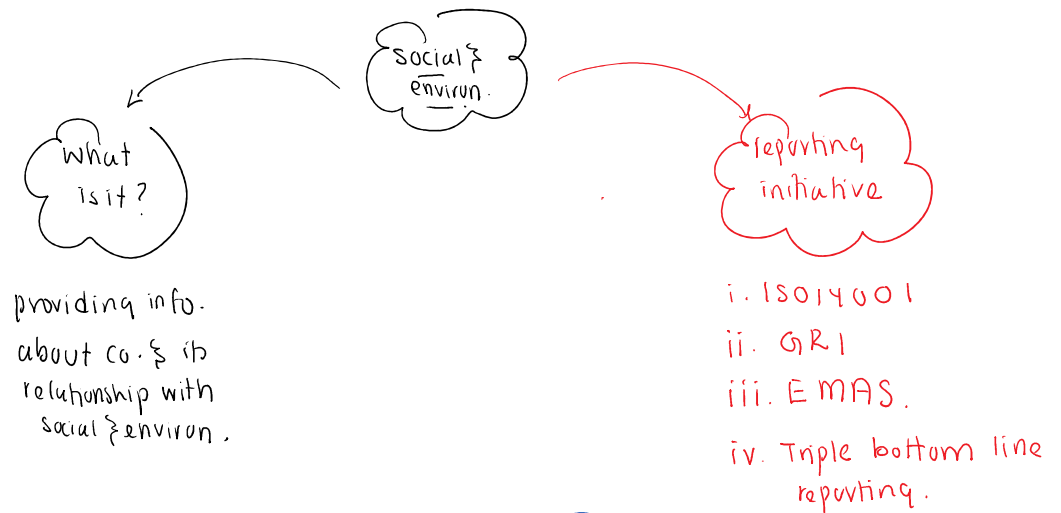 social &
environ.
what
is it?
providing info.
about co. & its
relationship with
social & environ.
reporting
initiative
i. ISO14001
ii. GRI
iii. EMAS.
iv. Triple bottom line
reporting.